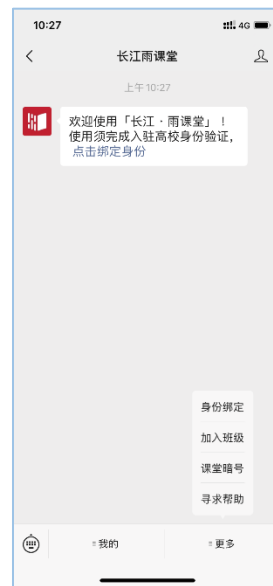 10:27
4G
长江雨课堂
上午 10:27
欢迎使用「长江 · 雨课堂」！
使用须完成入驻高校身份验证，
点击绑定身份
身份绑定
加入班级
课堂暗号
寻求帮助
我的
更多